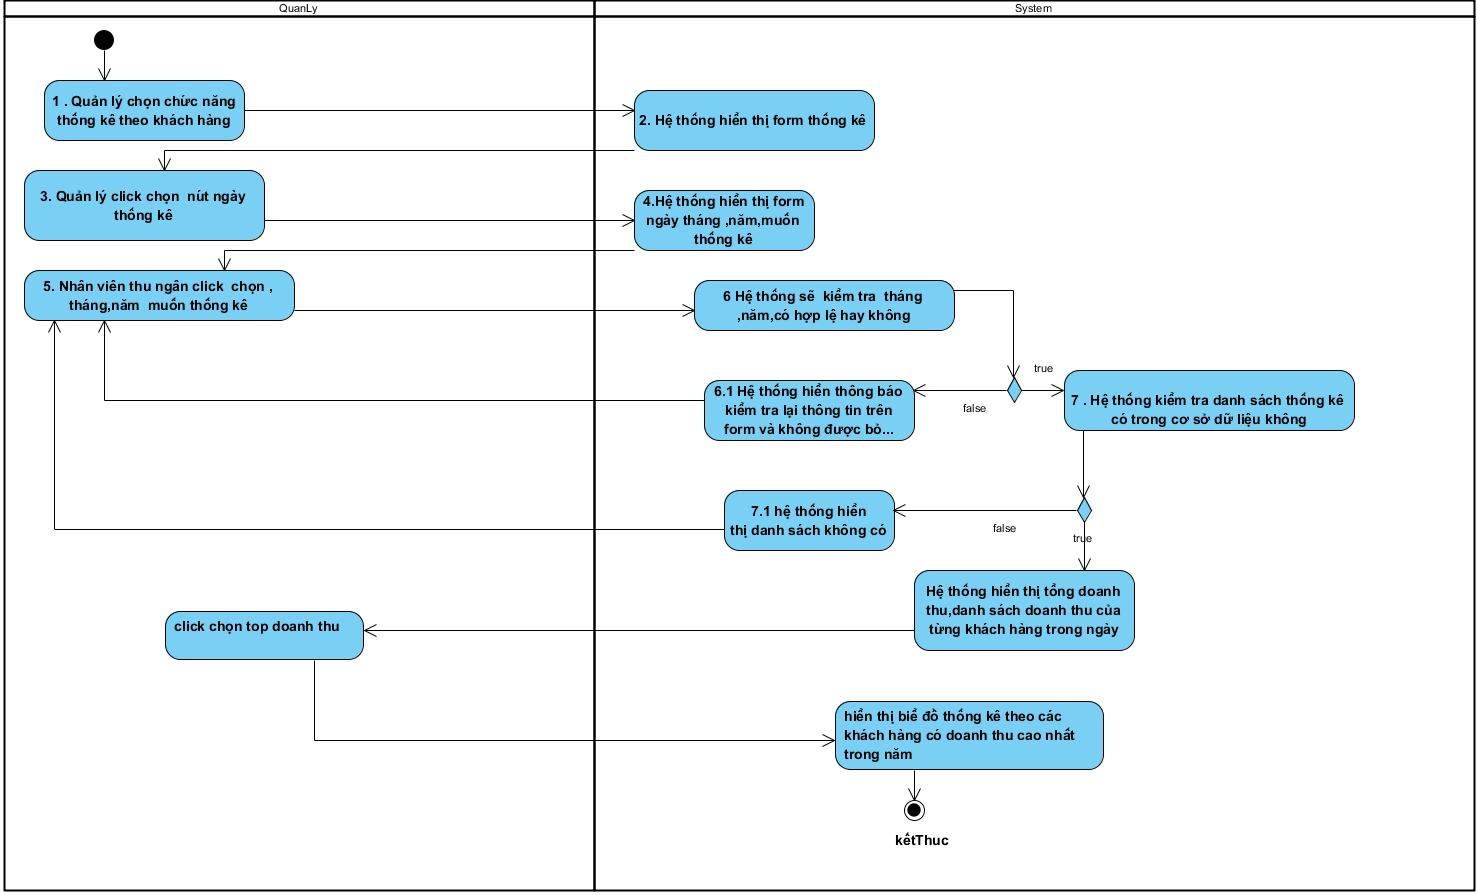 QuanLy
System
1 . Quản lý chọn chức năng
thống kê theo khách hàng
2. Hệ thống hiển thị form thống kê
3. Quản lý click chọn  nút ngày
thống kê
4.Hệ thống hiển thị form
ngày tháng ,năm,muốn
thống kê
5. Nhân viên thu ngân click  chọn ,
tháng,năm  muốn thống kê
6 Hệ thống sẽ  kiểm tra  tháng
,năm,có hợp lệ hay không
true
false
6.1 Hệ thống hiển thông báo
kiểm tra lại thông tin trên
form và không được bỏ...
7 . Hệ thống kiểm tra danh sách thống kê
có trong cơ sở dữ liệu không
7.1 hệ thống hiển
thị danh sách không có
false
true
Hệ thống hiển thị tổng doanh
thu,danh sách doanh thu của
từng khách hàng trong ngày
click chọn top doanh thu
hiển thị biể đồ thống kê theo các
khách hàng có doanh thu cao nhất
trong năm
kếtThuc